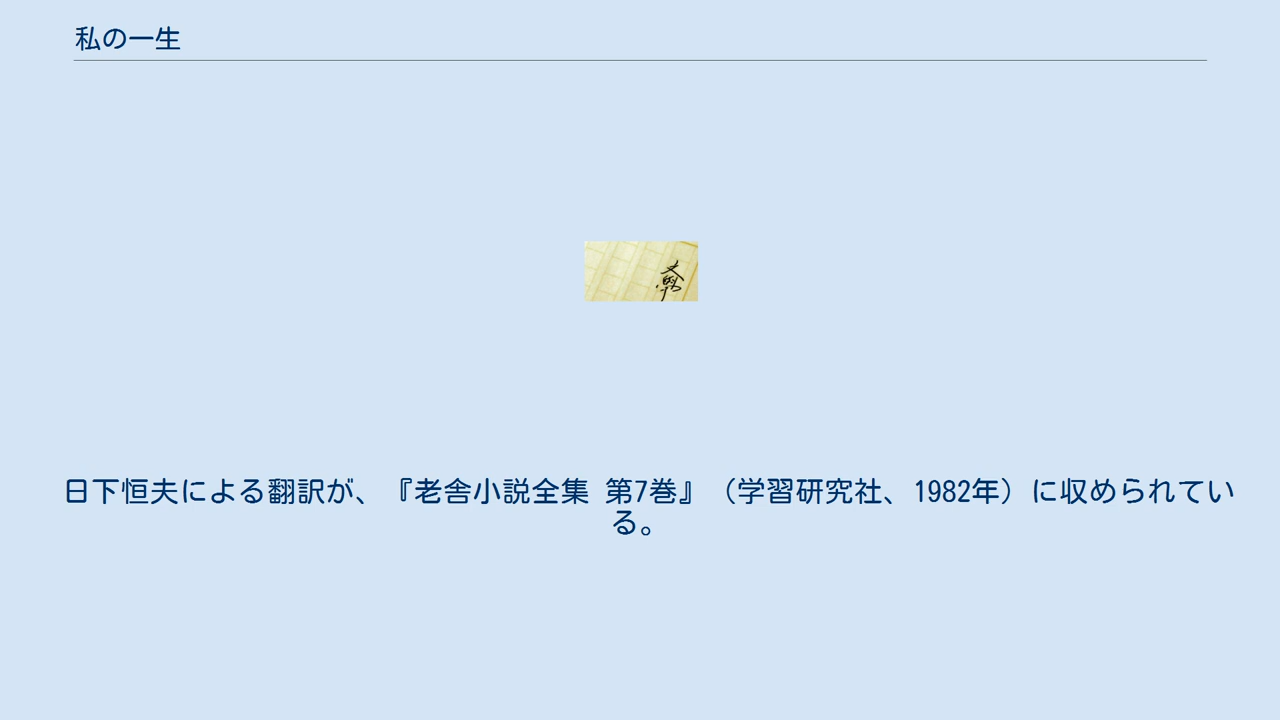 私の一生
日下恒夫による翻訳が、『老舎小説全集 第7巻』（学習研究社、1982年）に収められてい
る。